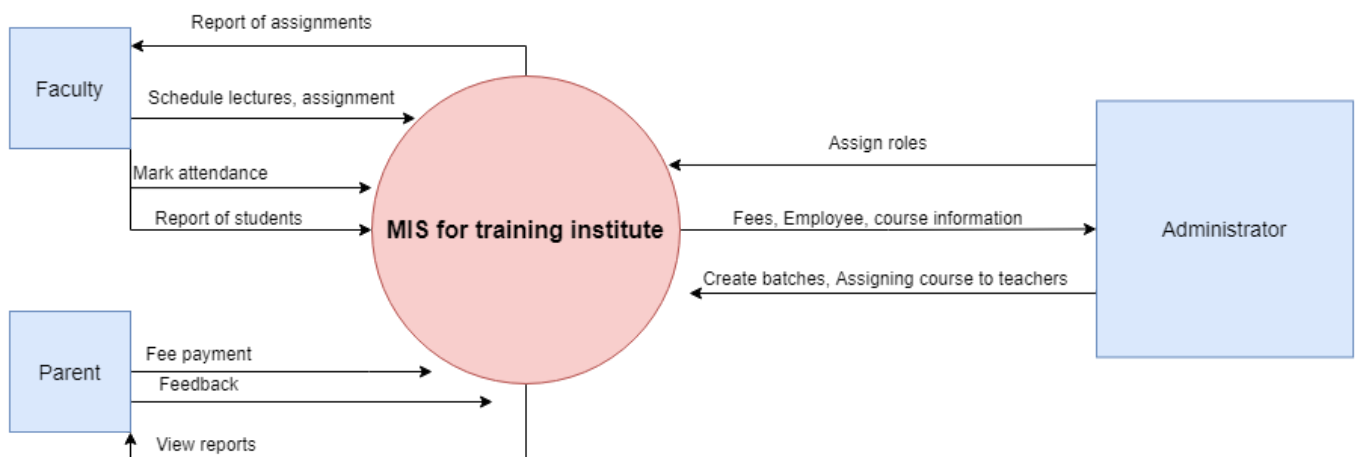 Report of assignments
Faculty
Schedule lectures, assignment
Mark attendance
Report of students
MIS for training institute
Assign roles
Fees, Employee, course information
Administrator
Create batches, Assigning course to teachers
Parent
Fee payment
Feedback
View reports